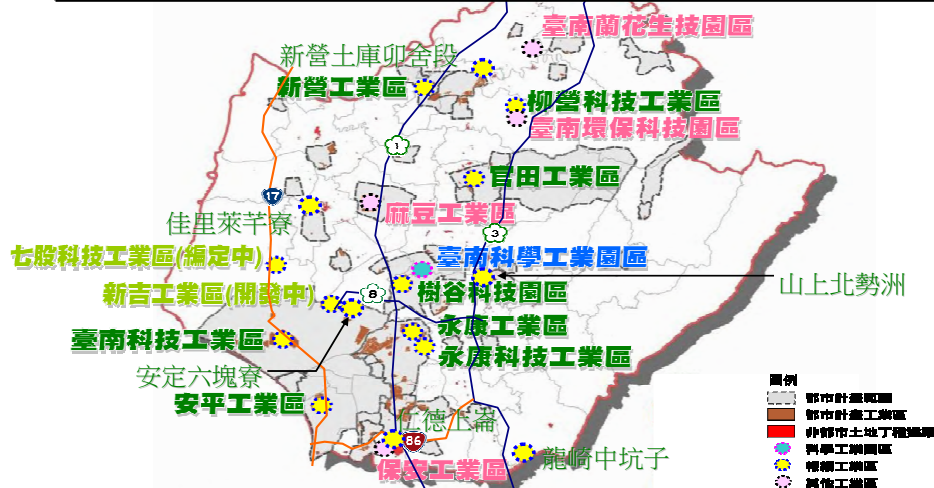 臺南蘭花生技園區
新營土庫卯舍段
新營工業區
柳營科技工業區
臺南環保科技園區
1
官田工業區
17
麻豆工業區
佳里萊芊寮
3
七股科技工業區(編定中)
臺南科學工業園區
山上北勢洲
新吉工業區(開發中)
8
樹谷科技園區
臺南科技工業區
永康工業區
永康科技工業區
安定六塊寮
安平工業區
仁德上崙
86
保安工業區
龍崎中坑子
圖例
都市計畫範圍
都市計畫工業區
非都市土地丁種建築
科學工業園區
報編工業區
其他工業區